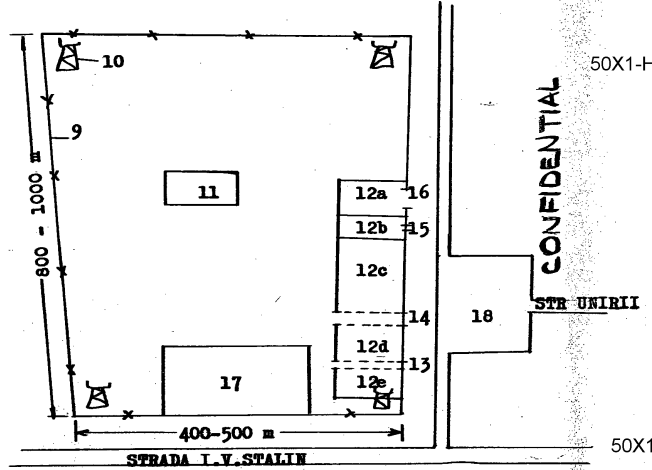 10
50X1-H
CONFIDENTIAL
9
800 - 1000 m
11
12a
16
12b
15
12c
14
18
STR UNIRII
12d
13
17
12e
400-500 m
50X1
STRADA I.V.STALIN